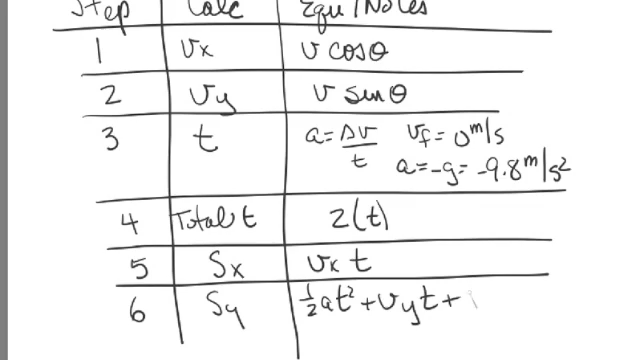 Step Calc Equ/Notes
1 vx v cosθ
2 vy v sinθ
3 t a = Δv/t vf = 0 m/s
a = -g = -9.8 m/s²
4 Total t 2(t)
5 Sx vx t
6 Sy ½at² + vyt +